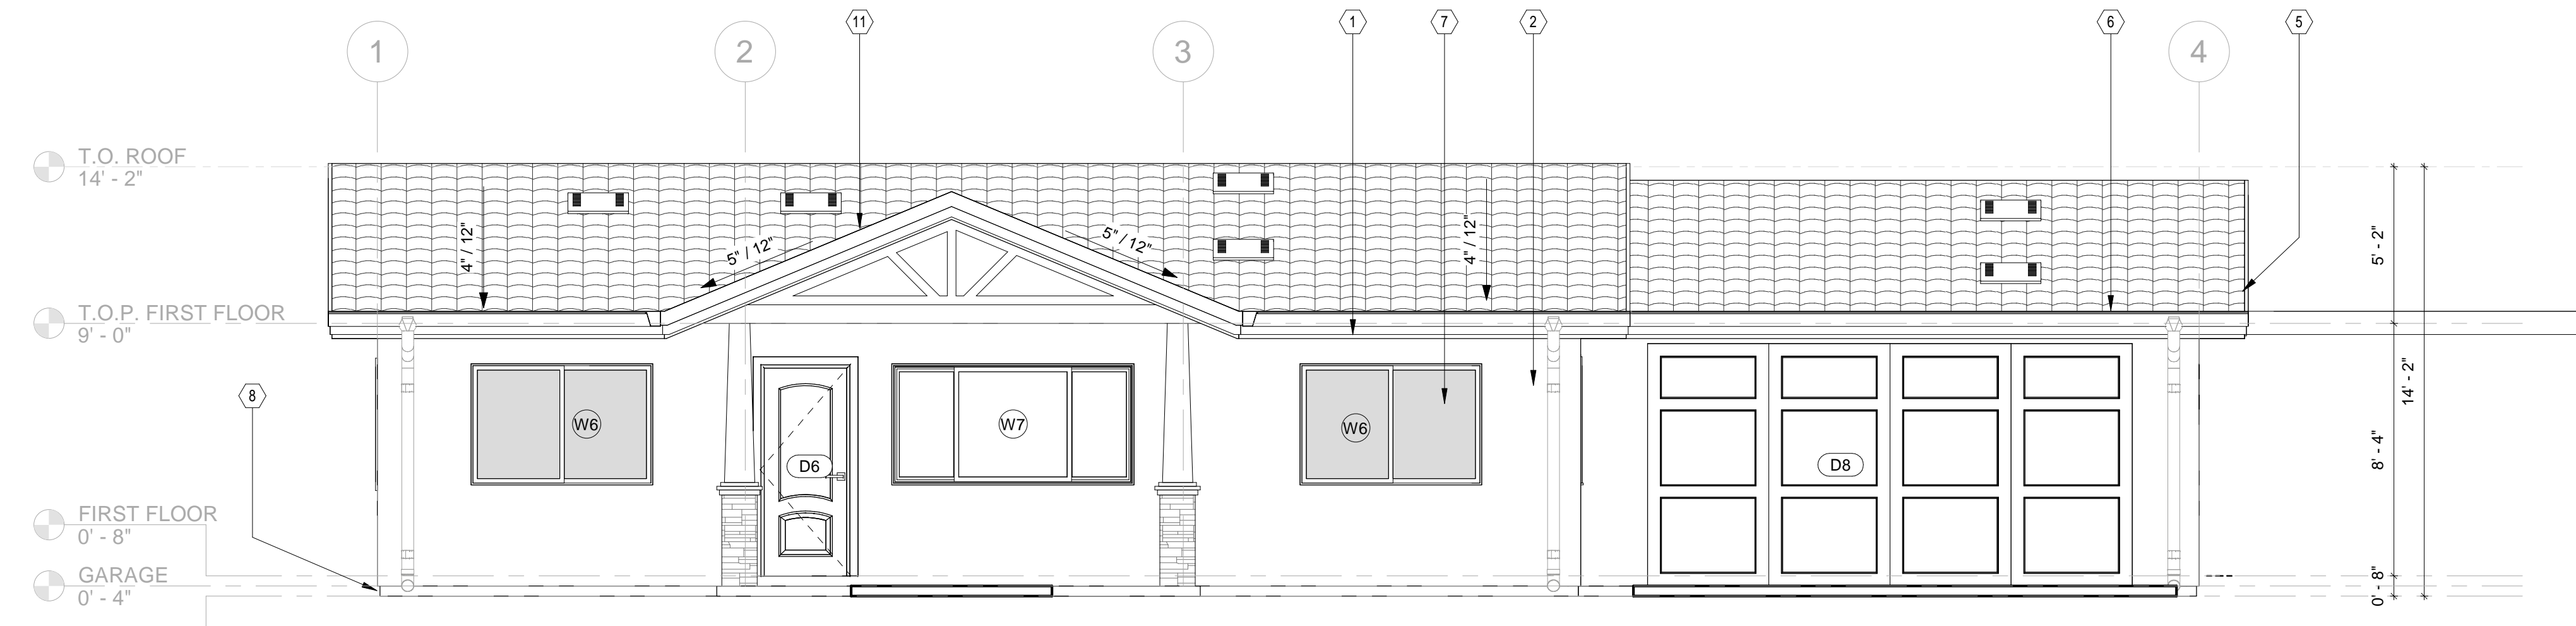 11
1
7
2
6
5
1
2
3
4
T.O. ROOF
14' - 2"
4" / 12"
5" / 12"
5" / 12"
4" / 12"
5' - 2"
T.O.P. FIRST FLOOR
9' - 0"
14' - 2"
8
W6
W7
W6
D6
D8
8' - 4"
FIRST FLOOR
0' - 8"
GARAGE
0' - 4"
0' - 8"